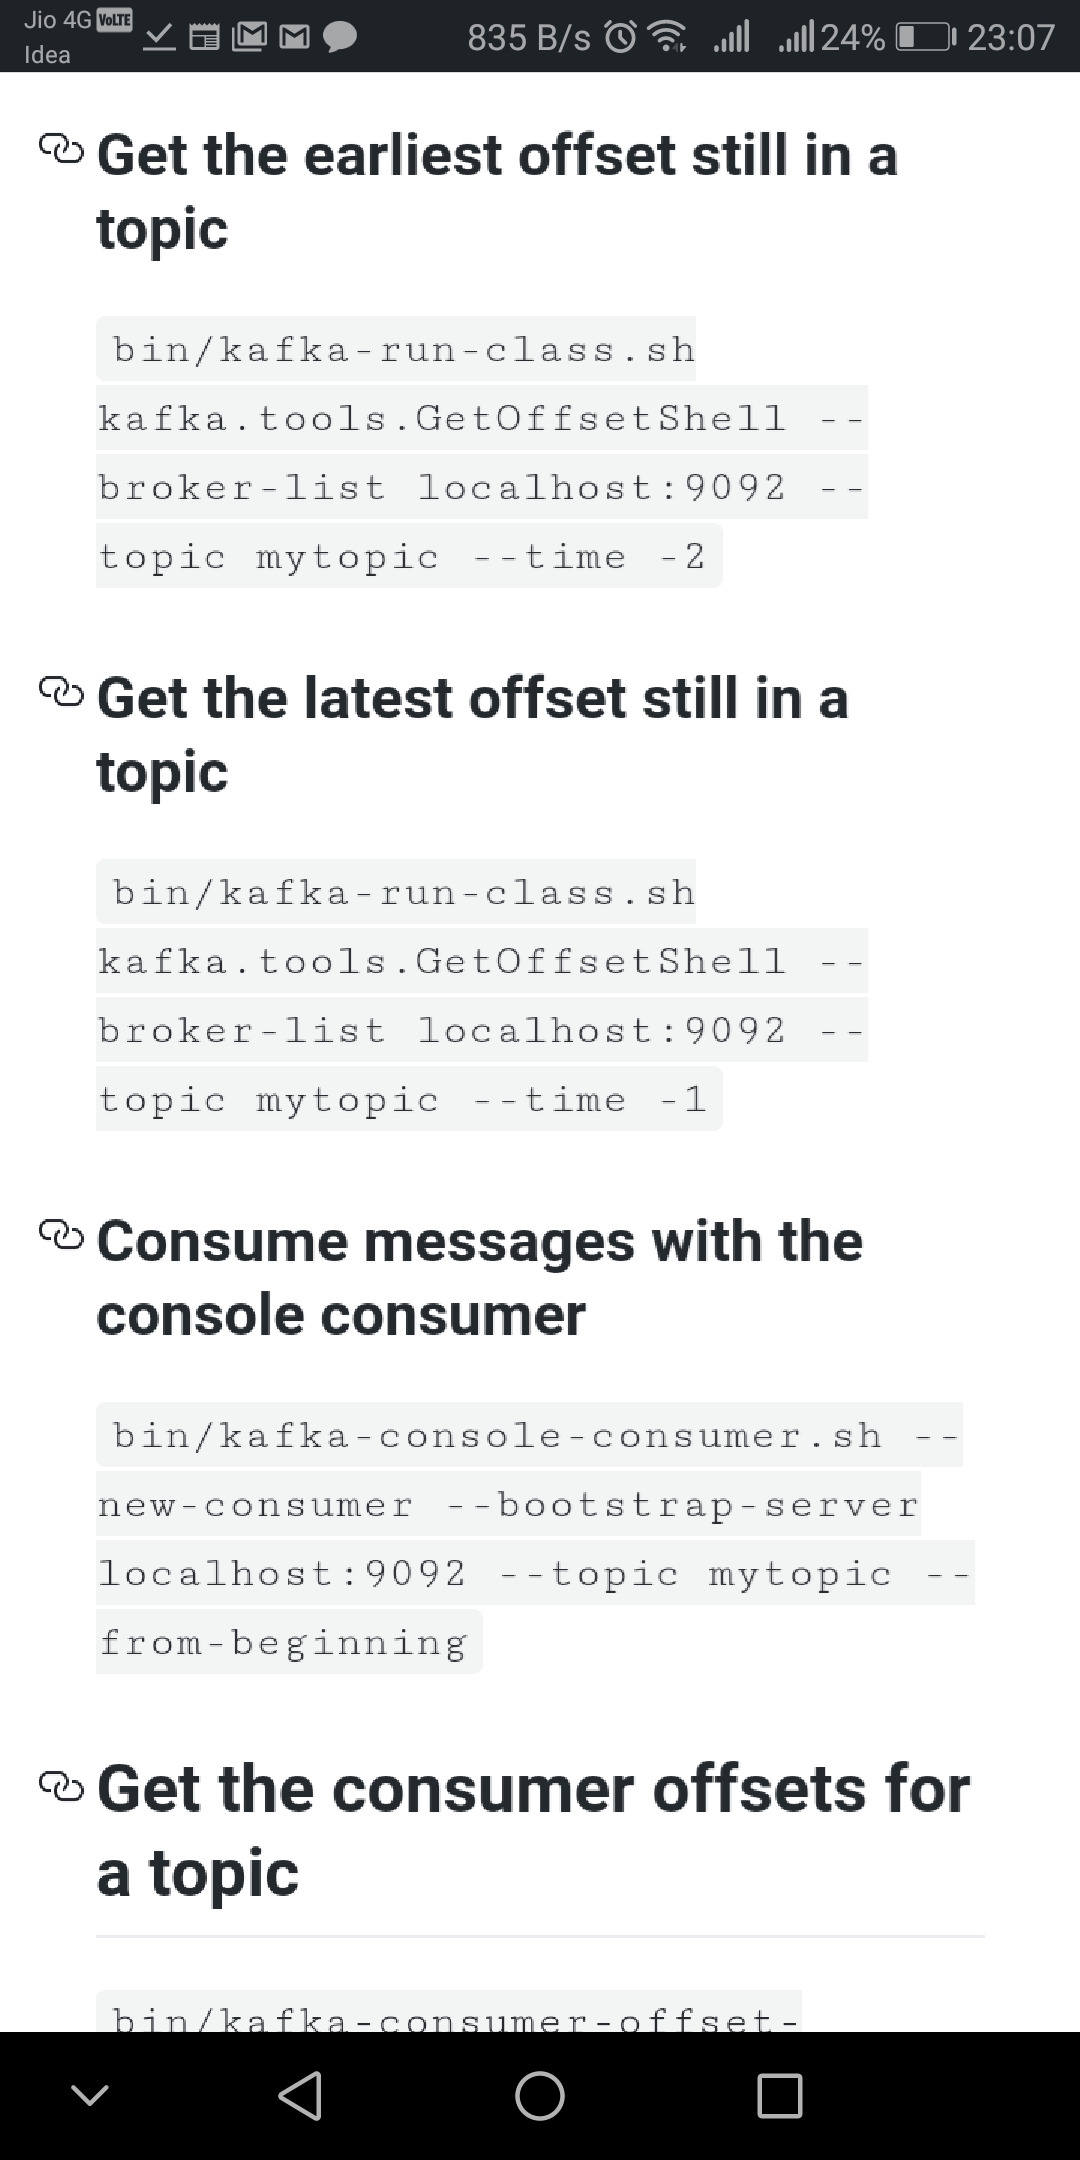 Jio 4G VoLTE
Idea
835 B/s
24%
23:07
Get the earliest offset still in a
topic
bin/kafka-run-class.sh
kafka.tools.GetOffsetShell --
broker-list localhost:9092 --
topic mytopic --time -2
Get the latest offset still in a
topic
bin/kafka-run-class.sh
kafka.tools.GetOffsetShell --
broker-list localhost:9092 --
topic mytopic --time -1
Consume messages with the
console consumer
bin/kafka-console-consumer.sh --
new-consumer --bootstrap-server
localhost:9092 --topic mytopic --
from-beginning
Get the consumer offsets for
a topic
bin/kafka-consumer-offset-